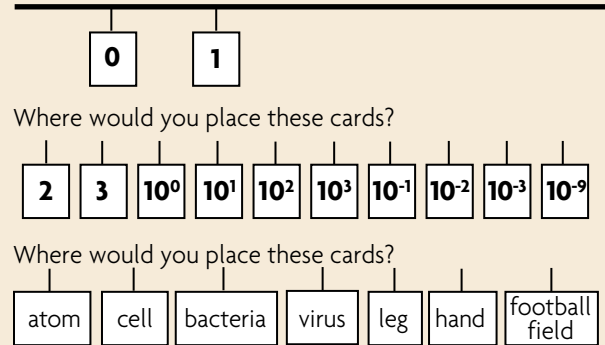 0 1
Where would you place these cards?
2 3 10⁰ 10¹ 10² 10³ 10⁻¹ 10⁻² 10⁻³ 10⁻⁹
Where would you place these cards?
atom cell bacteria virus leg hand football field